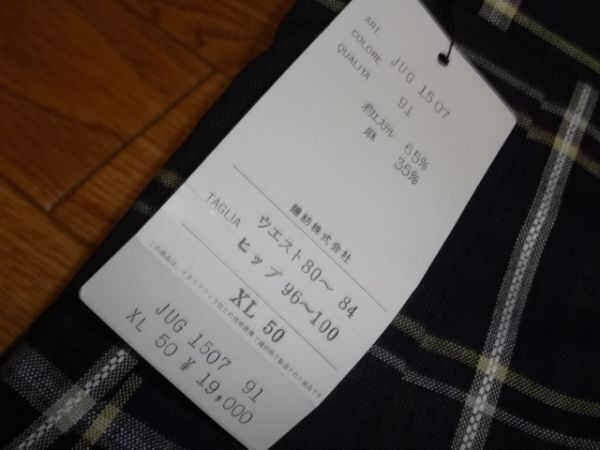 ART. JUG 1507
COLORE 91
QUALITA ポリエステル 65%
麻 35%
鐘紡株式会社
TAGLIA ウエスト80〜 84
ヒップ 96〜100
XL 50
JUG 1507 91
XL 50 ¥ 19,000